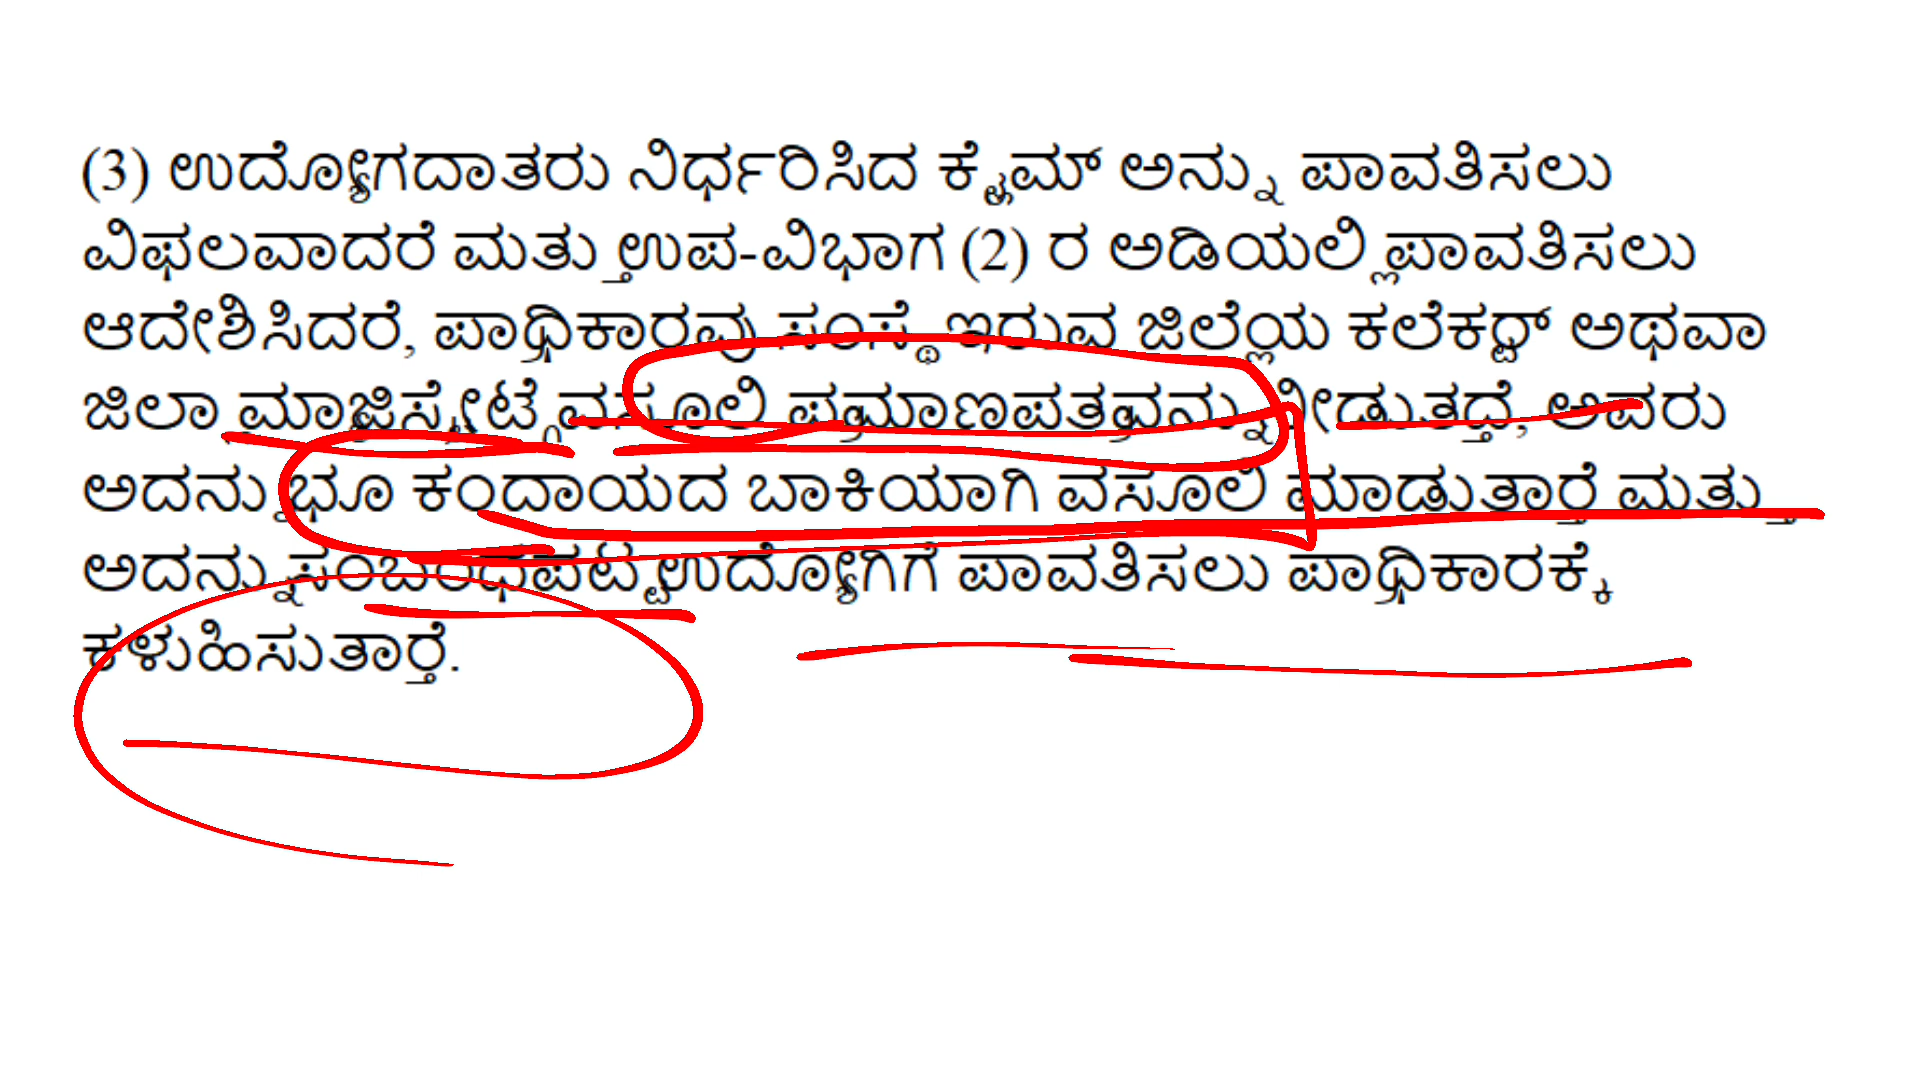 (3) ಉದ್ಯೋಗದಾತರು ನಿರ್ಧರಿಸಿದ ಕ್ಲೈಮ್ ಅನ್ನು ಪಾವತಿಸಲು
ವಿಫಲವಾದರೆ ಮತ್ತು ಉಪ-ವಿಭಾಗ (2) ರ ಅಡಿಯಲ್ಲಿ ಪಾವತಿಸಲು
ಆದೇಶಿಸಿದರೆ, ಪ್ರಾಧಿಕಾರವು ಸಂಸ್ಥೆ ಇರುವ ಜಿಲ್ಲೆಯ ಕಲೆಕ್ಟರ್ ಅಥವಾ
ಜಿಲ್ಲಾ ಮ್ಯಾಜಿಸ್ಟ್ರೇಟ್ಗೆ ವಸೂಲಿ ಪ್ರಮಾಣಪತ್ರವನ್ನು ನೀಡುತ್ತದೆ, ಅವರು
ಅದನ್ನು ಭೂ ಕಂದಾಯದ ಬಾಕಿಯಾಗಿ ವಸೂಲಿ ಮಾಡುತ್ತಾರೆ ಮತ್ತು
ಅದನ್ನು ಸಂಬಂಧಪಟ್ಟ ಉದ್ಯೋಗಿಗೆ ಪಾವತಿಸಲು ಪ್ರಾಧಿಕಾರಕ್ಕೆ
ಕಳುಹಿಸುತ್ತಾರೆ.